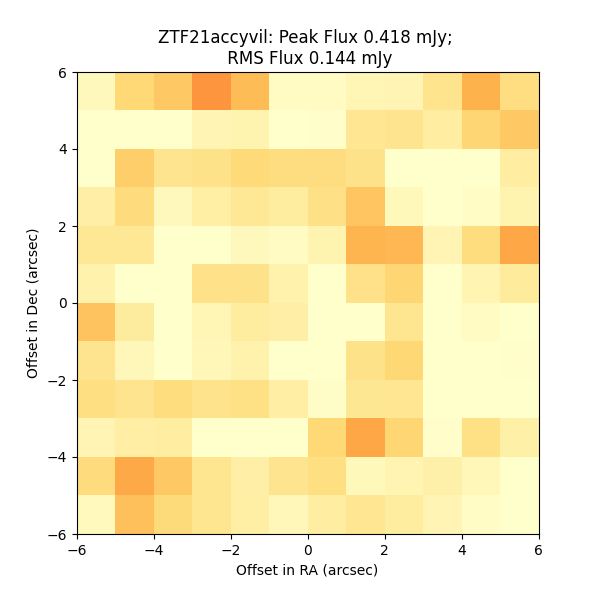 ZTF21accyvil: Peak Flux 0.418 mJy;
RMS Flux 0.144 mJy
6
4
2
0
−2
−4
−6
Offset in Dec (arcsec)
−6 −4 −2 0 2 4 6
Offset in RA (arcsec)